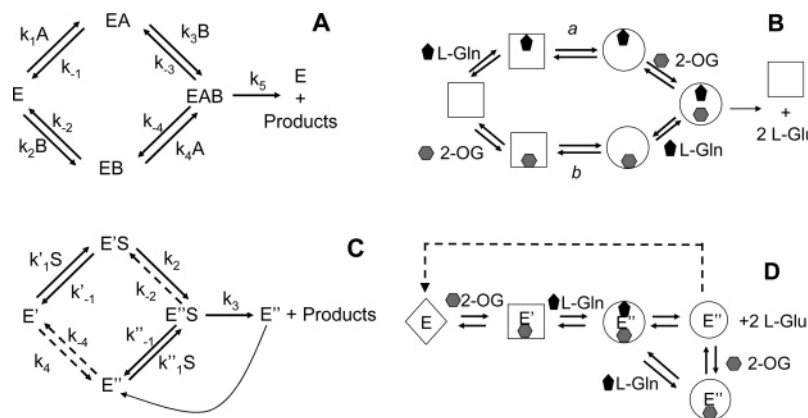 A
EA
k1A
k-1
k3B
k-3
E
EAB
k5
E
+
Products
k-2
k2B
k-4
k4A
EB
B
a
L-Gln
2-OG
2-OG
b
L-Gln
+
2 L-Glu
C
E'S
k'1S
k'-1
k2
k-2
E'
E"S
k3
E" + Products
k-4
k4
k"-1
k"1S
E"
D
2-OG
L-Gln
E
E'
E"
E"
+2 L-Glu
2-OG
L-Gln
E"